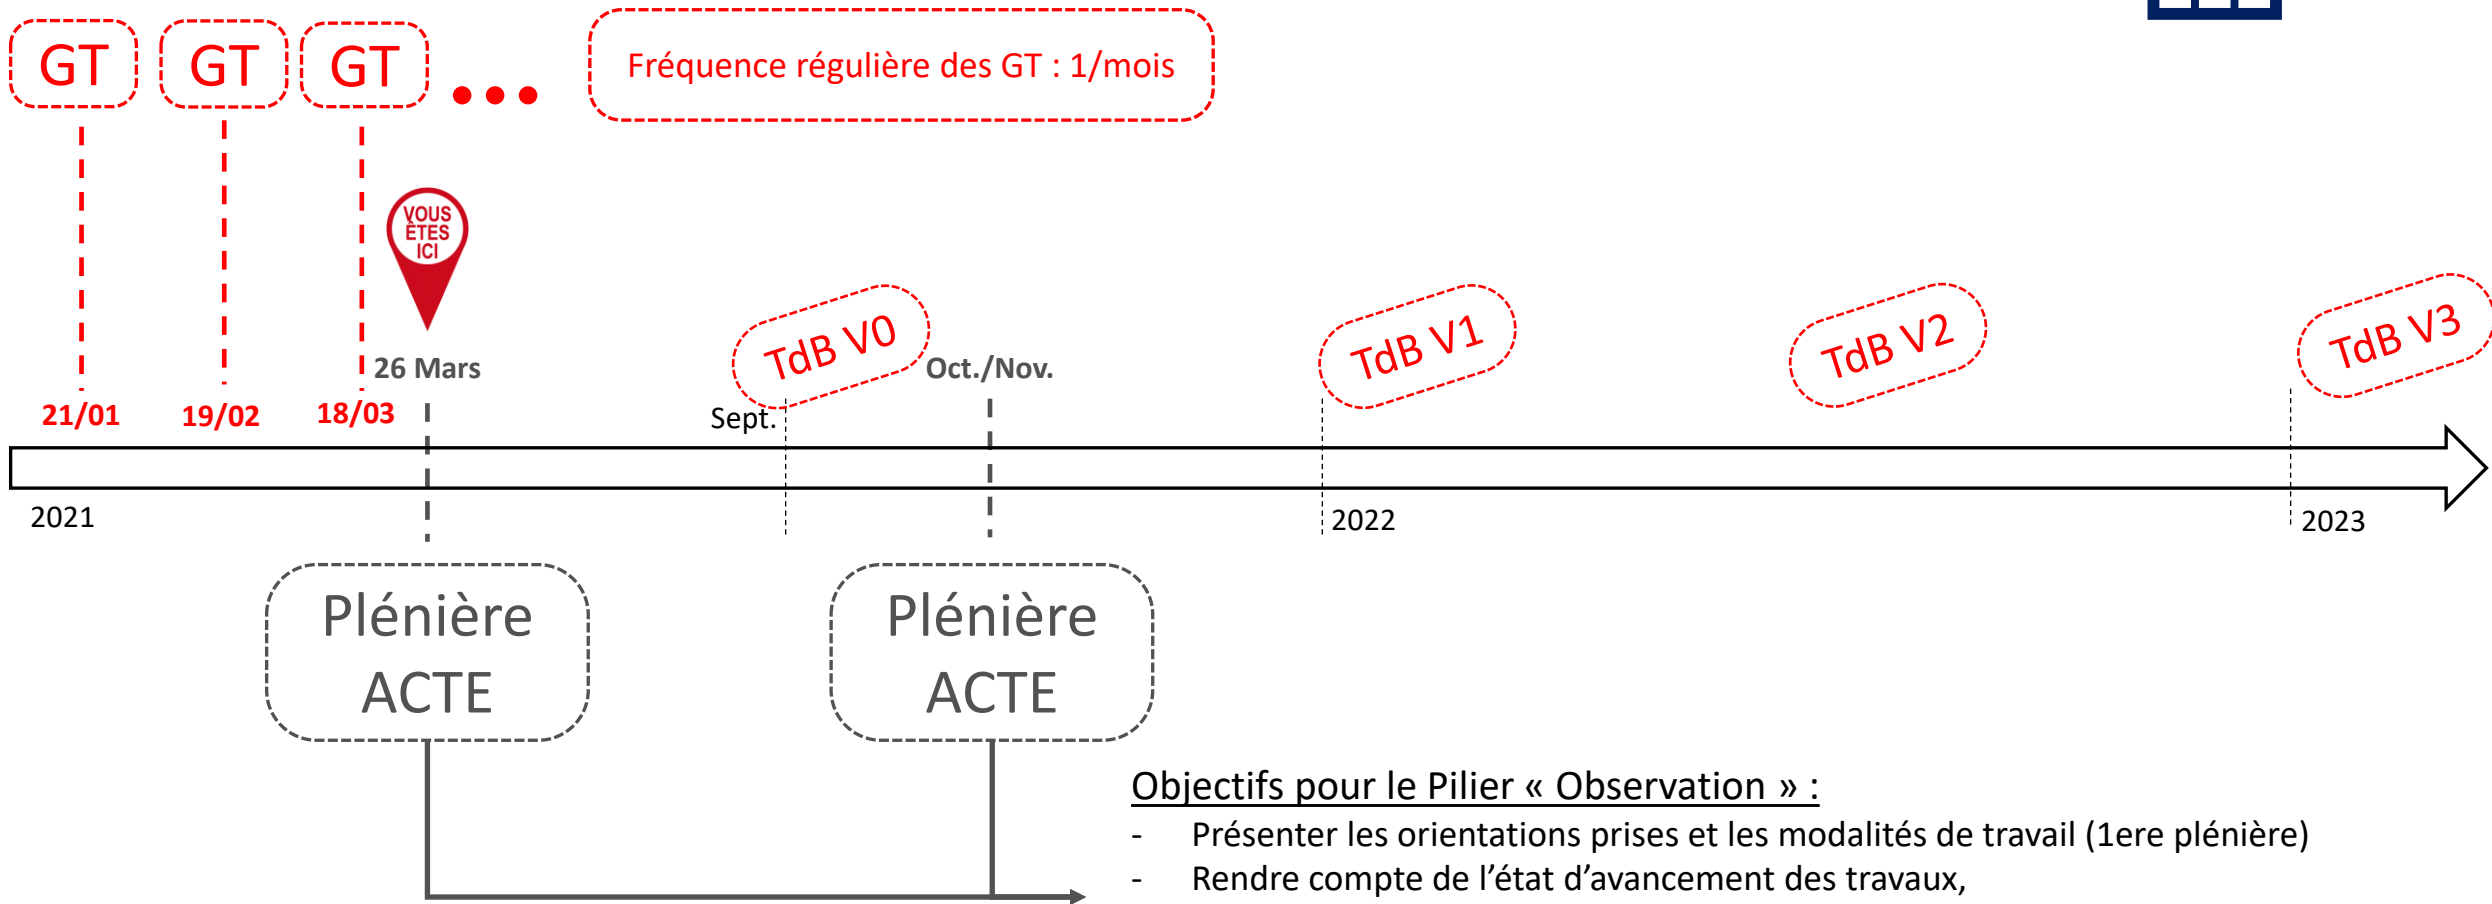 GT
GT
GT
Fréquence régulière des GT : 1/mois
VOUS
ÊTES
ICI
TdB V0
TdB V1
TdB V2
TdB V3
26 Mars
Oct./Nov.
21/01
19/02
18/03
Sept.
2021
2022
2023
Plénière
ACTE
Plénière
ACTE
Objectifs pour le Pilier « Observation » :
- Présenter les orientations prises et les modalités de travail (1ere plénière)
- Rendre compte de l’état d’avancement des travaux,